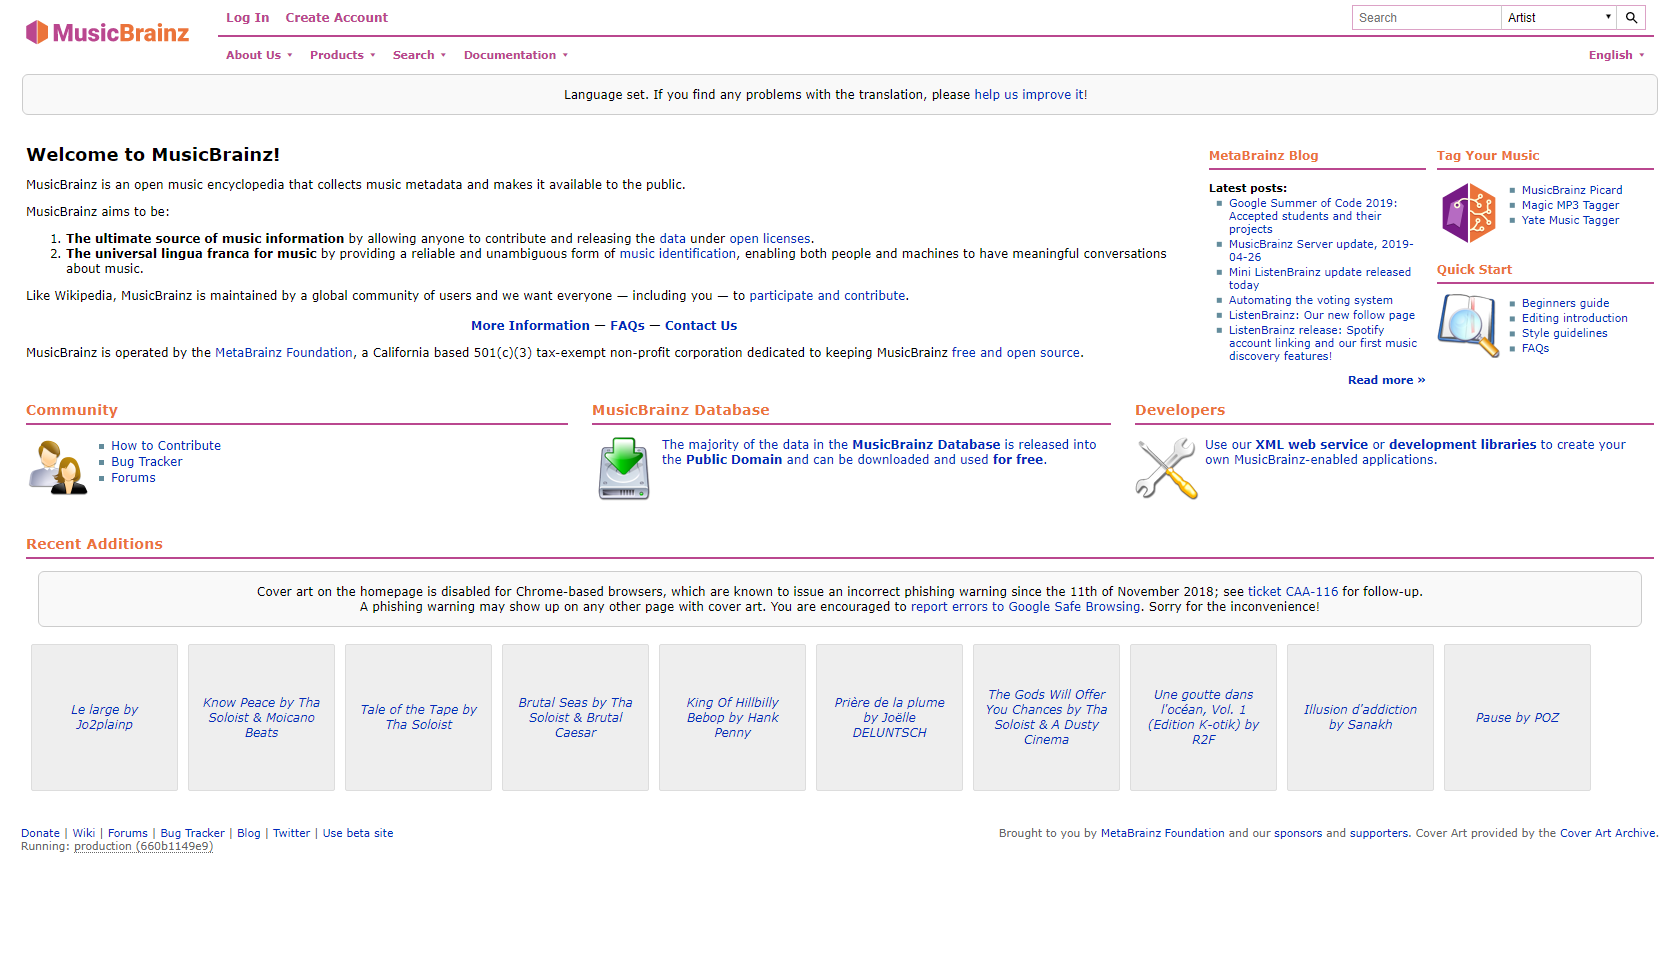 MusicBrainz
Log In Create Account
Search Artist
About Us Products Search Documentation English
Language set. If you find any problems with the translation, please help us improve it!
Welcome to MusicBrainz!
MusicBrainz is an open music encyclopedia that collects music metadata and makes it available to the public.
MusicBrainz aims to be:
1. The ultimate source of music information by allowing anyone to contribute and releasing the data under open licenses.
2. The universal lingua franca for music by providing a reliable and unambiguous form of music identification, enabling both people and machines to have meaningful conversations
about music.
Like Wikipedia, MusicBrainz is maintained by a global community of users and we want everyone — including you — to participate and contribute.
More Information — FAQs — Contact Us
MusicBrainz is operated by the MetaBrainz Foundation, a California based 501(c)(3) tax-exempt non-profit corporation dedicated to keeping MusicBrainz free and open source.
MetaBrainz Blog
Latest posts:
Google Summer of Code 2019:
Accepted students and their
projects
MusicBrainz Server update, 2019-
04-26
Mini ListenBrainz update released
today
Automating the voting system
ListenBrainz: Our new follow page
ListenBrainz release: Spotify
account linking and our first music
discovery features!
Read more »
Tag Your Music
MusicBrainz Picard
Magic MP3 Tagger
Yate Music Tagger
Quick Start
Beginners guide
Editing introduction
Style guidelines
FAQs
Community
How to Contribute
Bug Tracker
Forums
MusicBrainz Database
The majority of the data in the MusicBrainz Database is released into
the Public Domain and can be downloaded and used for free.
Developers
Use our XML web service or development libraries to create your
own MusicBrainz-enabled applications.
Recent Additions
Cover art on the homepage is disabled for Chrome-based browsers, which are known to issue an incorrect phishing warning since the 11th of November 2018; see ticket CAA-116 for follow-up.
A phishing warning may show up on any other page with cover art. You are encouraged to report errors to Google Safe Browsing. Sorry for the inconvenience!
Le large by
Jo2plainp
Know Peace by Tha
Soloist & Moicano
Beats
Tale of the Tape by
Tha Soloist
Brutal Seas by Tha
Soloist & Brutal
Caesar
King Of Hillbilly
Bebop by Hank
Penny
Prière de la plume
by Joëlle
DELUNTSCH
The Gods Will Offer
You Chances by Tha
Soloist & A Dusty
Cinema
Une goutte dans
l'océan, Vol. 1
(Edition K-otik) by
R2F
Illusion d'addiction
by Sanakh
Pause by POZ
Donate | Wiki | Forums | Bug Tracker | Blog | Twitter | Use beta site
Running: production (660b1149e9)
Brought to you by MetaBrainz Foundation and our sponsors and supporters. Cover Art provided by the Cover Art Archive.